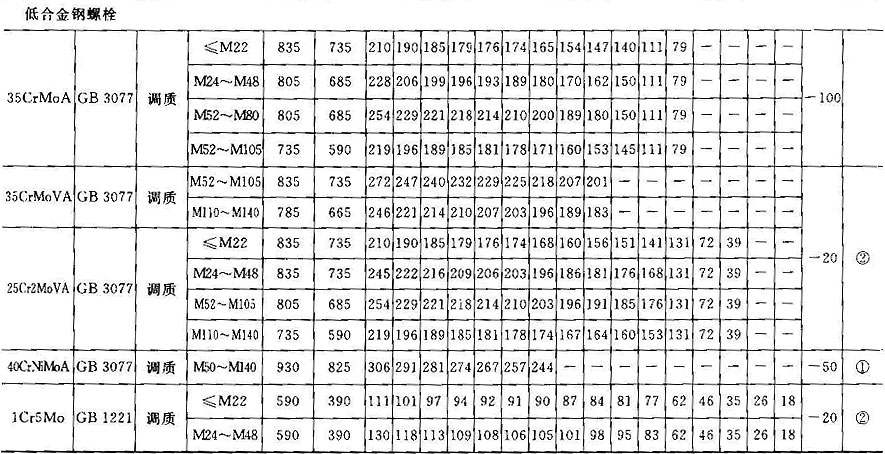 低合金钢螺栓
≤M22 835 735 210 190 185 179 176 174 165 154 147 140 111 79 — — — —
M24～M48 805 685 228 206 199 196 193 189 180 170 162 150 111 79 — — — —
35CrMoA GB 3077 调质 —100
M52～M80 805 685 254 229 221 218 214 210 200 189 180 150 111 79 — — — —
M52～M105 735 590 219 196 189 185 181 178 171 160 153 145 111 79 — — — —
M52～M105 835 735 272 247 240 232 229 225 218 207 201 — — — — — — —
35CrMoVA GB 3077 调质
M110～M140 785 665 246 221 214 210 207 203 196 189 183 — — — — — — —
≤M22 835 735 210 190 185 179 176 174 168 160 156 151 141 131 72 39 — —
—20 ②
M24～M48 835 735 245 222 216 209 206 203 196 186 181 176 168 131 72 39 — —
25Cr2MoVA GB 3077 调质
M52～M105 805 685 254 229 221 218 214 210 203 196 191 185 176 131 72 39 — —
M110～M140 735 590 219 196 189 185 181 178 174 167 164 160 153 131 72 39 — —
40CrNiMoA GB 3077 调质 M50～M140 930 825 306 291 281 274 267 257 244 — — — — — — — — — —50 ①
≤M22 590 390 111 101 97 94 92 91 90 87 84 81 77 62 46 35 26 18
1Cr5Mo GB 1221 调质 —20 ②
M24～M48 590 390 130 118 113 109 108 106 105 101 98 95 83 62 46 35 26 18